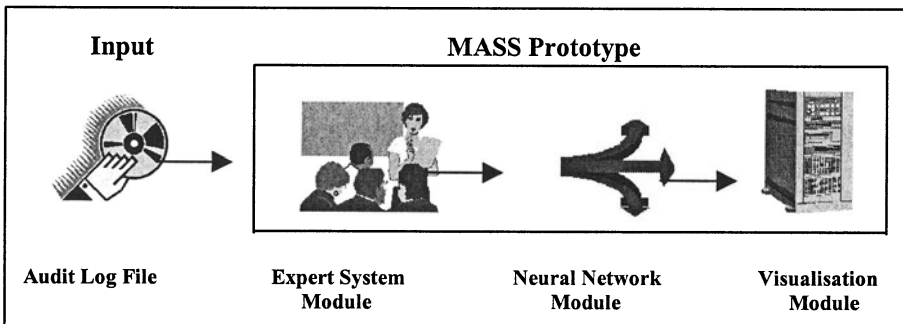 Input
MASS Prototype
Audit Log File
Expert System
Module
Neural Network
Module
Visualisation
Module